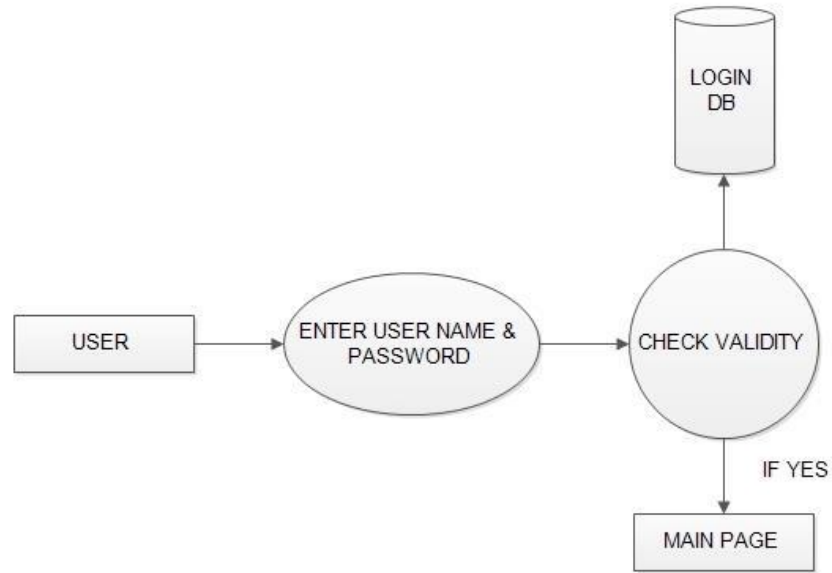 LOGIN
DB
USER
ENTER USER NAME &
PASSWORD
CHECK VALIDITY
IF YES
MAIN PAGE